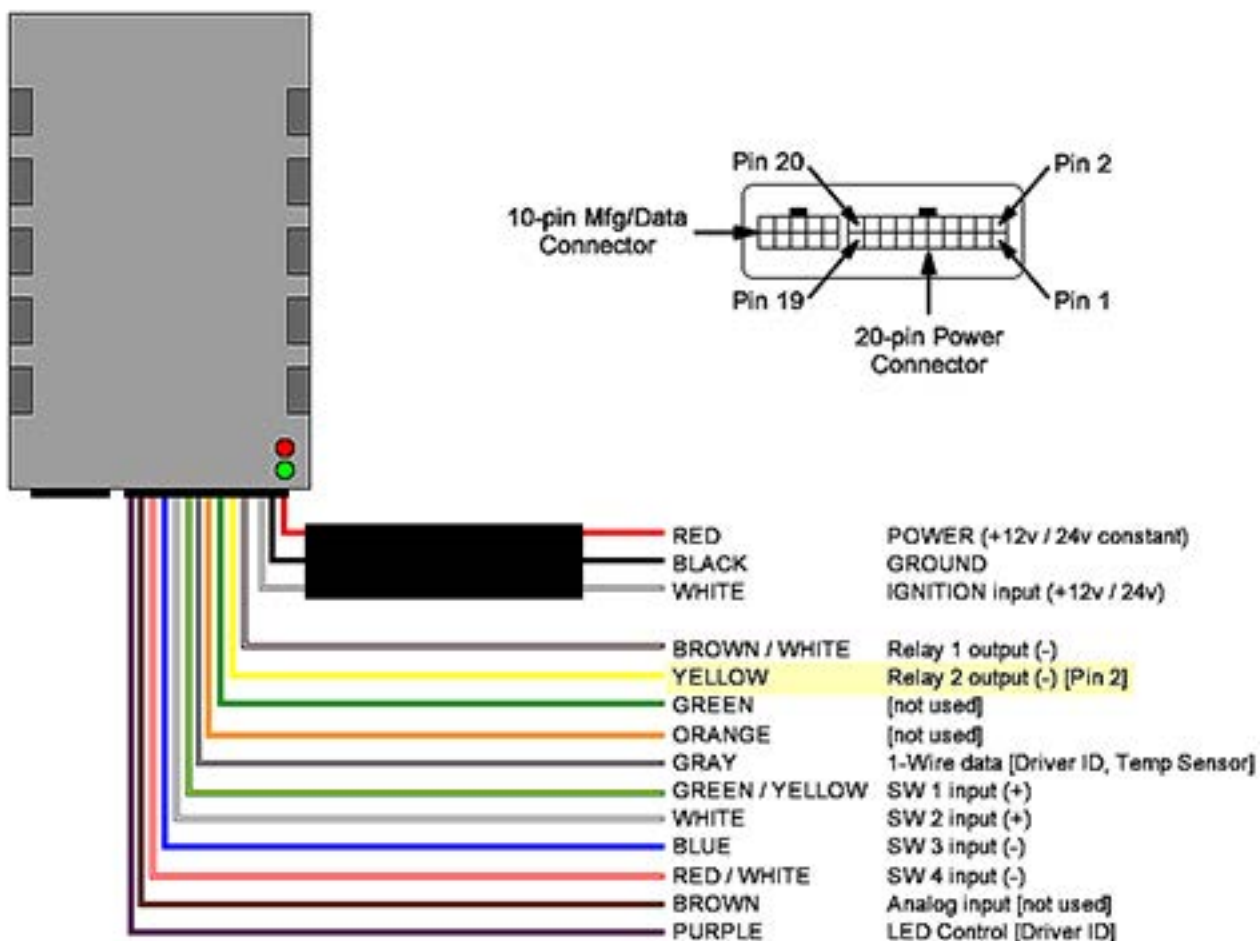 Pin 20
Pin 2
10-pin Mfg/Data
Connector
Pin 19
Pin 1
20-pin Power
Connector
RED POWER (+12v / 24v constant)
BLACK GROUND
WHITE IGNITION input (+12v / 24v)
BROWN / WHITE Relay 1 output (-)
YELLOW Relay 2 output (-) [Pin 2]
GREEN [not used]
ORANGE [not used]
GRAY 1-Wire data [Driver ID, Temp Sensor]
GREEN / YELLOW SW 1 input (+)
WHITE SW 2 input (+)
BLUE SW 3 input (-)
RED / WHITE SW 4 input (-)
BROWN Analog input [not used]
PURPLE LED Control [Driver ID]